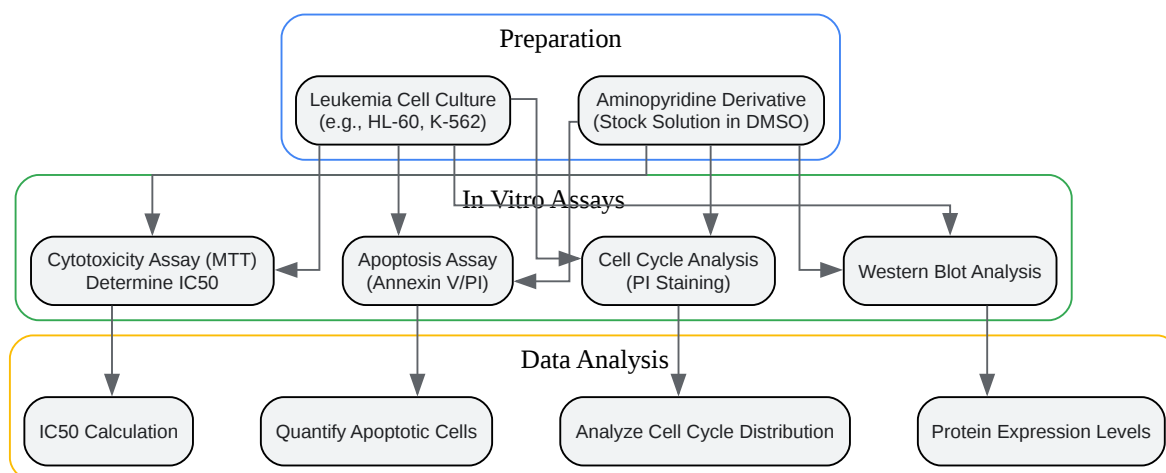 Preparation
Leukemia Cell Culture
(e.g., HL-60, K-562)
Aminopyridine Derivative
(Stock Solution in DMSO)
In Vitro Assays
Cytotoxicity Assay (MTT)
Determine IC50
Apoptosis Assay
(Annexin V/PI)
Cell Cycle Analysis
(PI Staining)
Western Blot Analysis
Data Analysis
IC50 Calculation
Quantify Apoptotic Cells
Analyze Cell Cycle Distribution
Protein Expression Levels